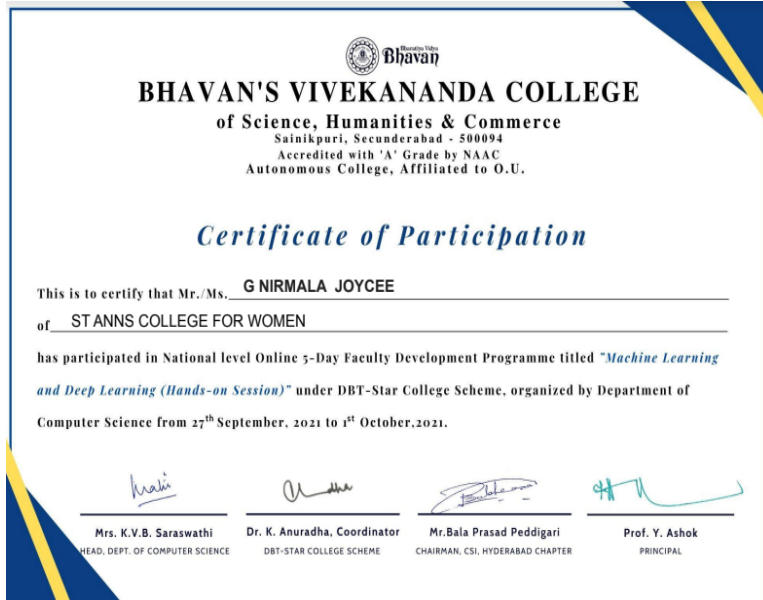 Bharatiya Vidya
Bhavan
BHAVAN'S VIVEKANANDA COLLEGE
of Science, Humanities & Commerce
Sainikpuri, Secunderabad - 500094
Accredited with 'A' Grade by NAAC
Autonomous College, Affiliated to O.U.
Certificate of Participation
This is to certify that Mr./Ms. G NIRMALA JOYCEE
of ST ANNS COLLEGE FOR WOMEN
has participated in National level Online 5-Day Faculty Development Programme titled "Machine Learning
and Deep Learning (Hands-on Session)" under DBT-Star College Scheme, organized by Department of
Computer Science from 27th September, 2021 to 1st October,2021.
Mrs. K.V.B. Saraswathi Dr. K. Anuradha, Coordinator Mr.Bala Prasad Peddigari Prof. Y. Ashok
HEAD, DEPT. OF COMPUTER SCIENCE DBT-STAR COLLEGE SCHEME CHAIRMAN, CSI, HYDERABAD CHAPTER PRINCIPAL